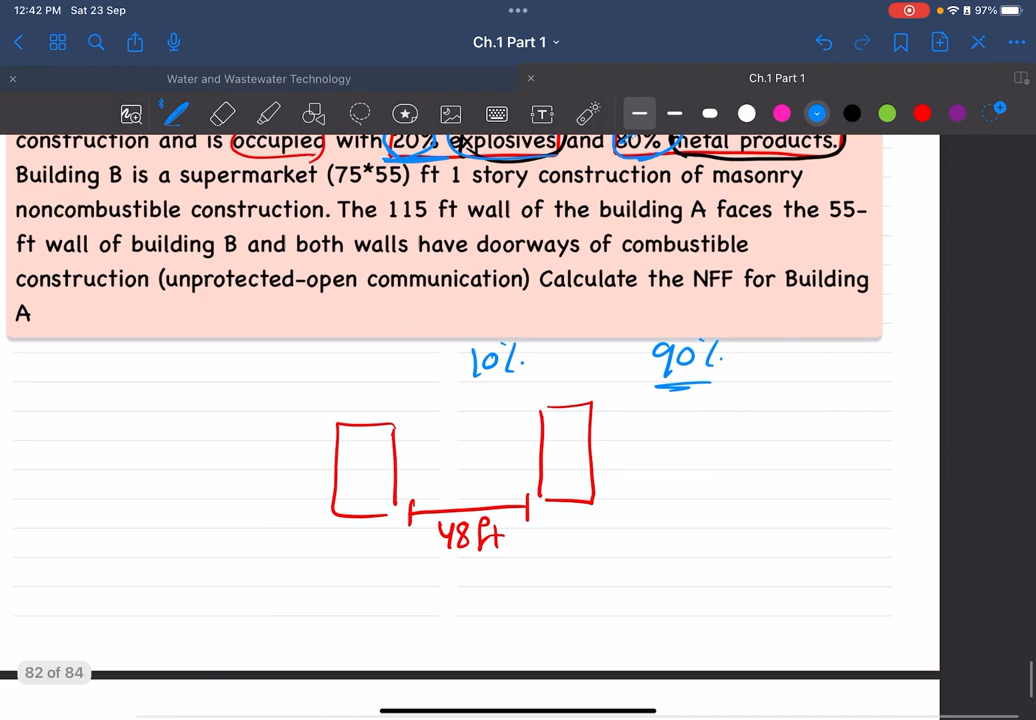 12:42 PM Sat 23 Sep
97%
Ch.1 Part 1
Water and Wastewater Technology
Ch.1 Part 1
construction and is occupied with 20% explosives and 80% metal products.
Building B is a supermarket (75*55) ft 1 story construction of masonry
noncombustible construction. The 115 ft wall of the building A faces the 55-
ft wall of building B and both walls have doorways of combustible
construction (unprotected-open communication) Calculate the NFF for Building
A
10% 90%
48 ft
82 of 84